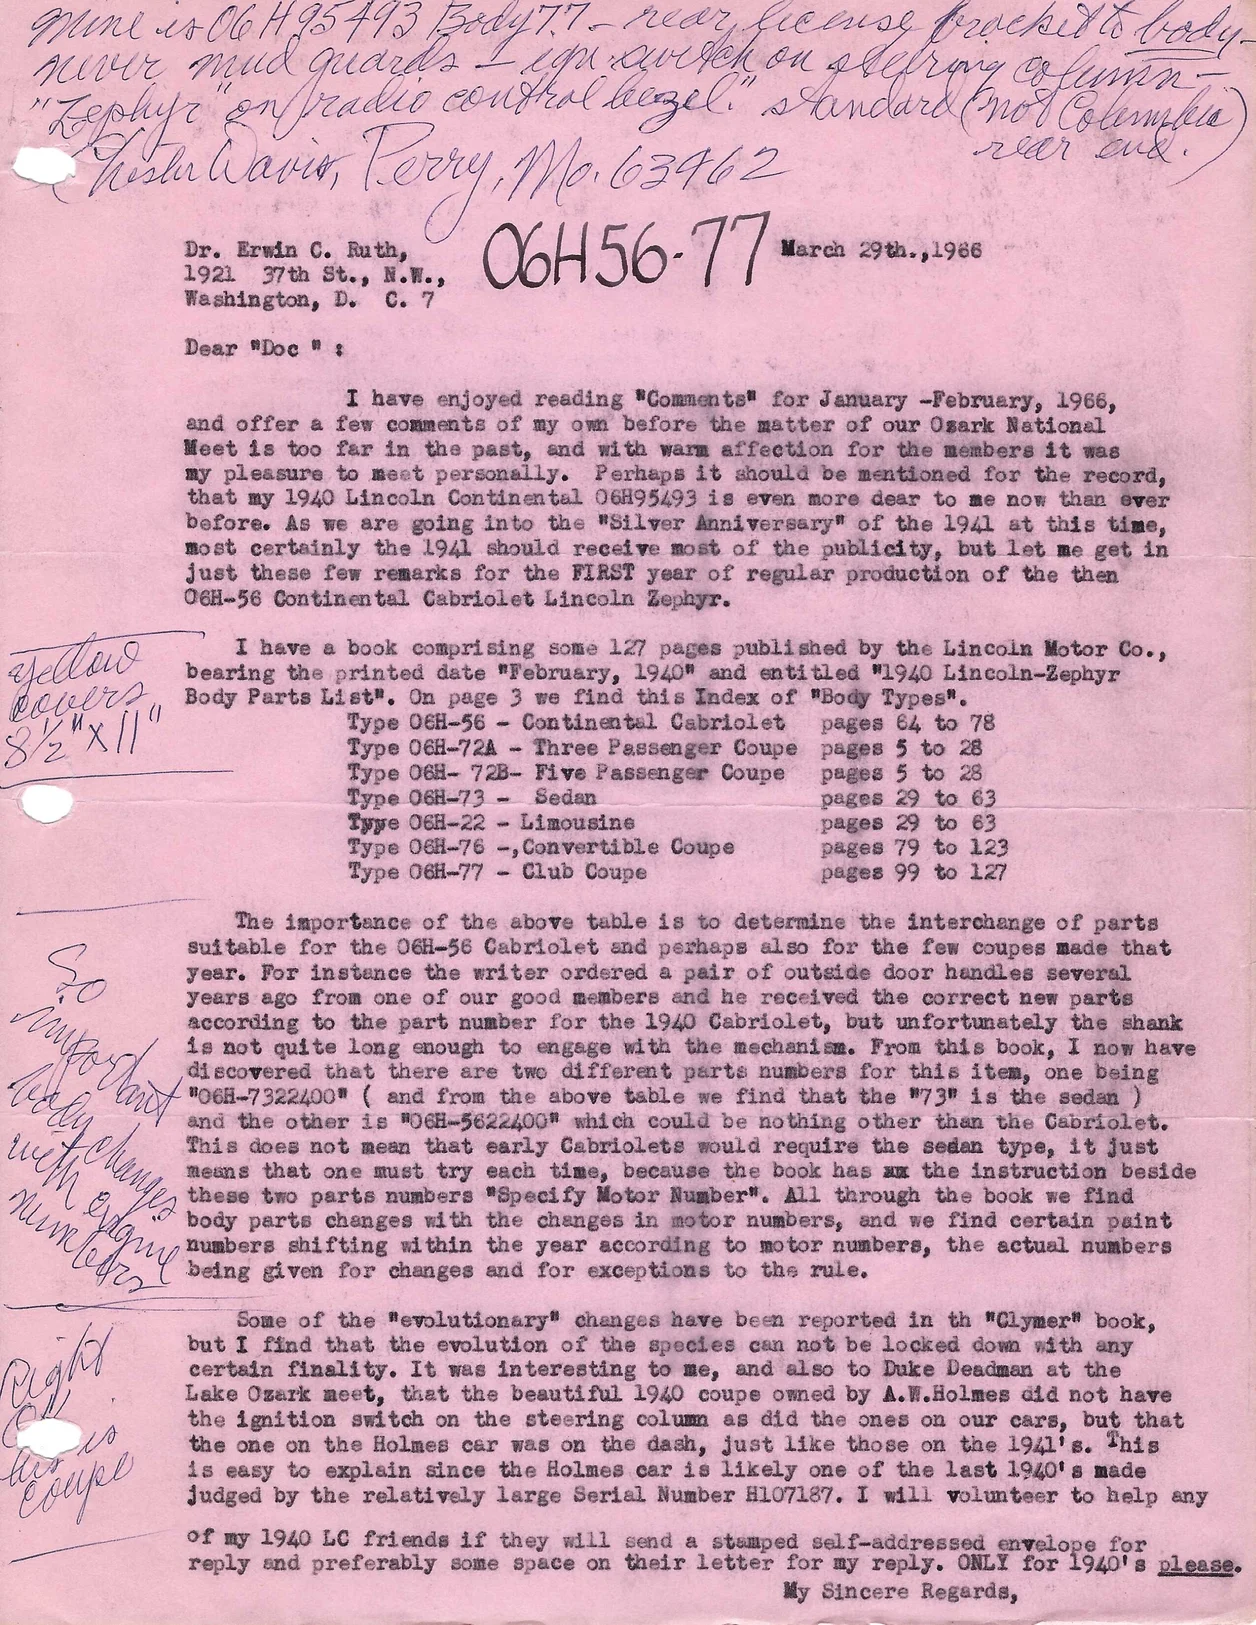 mine is 06H95493 Body 77 - rear license bracket to body -
never mud guards - ign switch on steering column -
"Zephyr" on radio control bezel." standard (not Columbia
rear end.)
Chester Davis, Perry, Mo. 63462
06H56-77
Dr. Erwin C. Ruth,
March 29th.,1966
1921 37th St., N.W.,
Washington, D. C. 7
Dear "Doc " :
I have enjoyed reading "Comments" for January -February, 1966,
and offer a few comments of my own before the matter of our Ozark National
Meet is too far in the past, and with warm affection for the members it was
my pleasure to meet personally. Perhaps it should be mentioned for the record,
that my 1940 Lincoln Continental 06H95493 is even more dear to me now than ever
before. As we are going into the "Silver Anniversary" of the 1941 at this time,
most certainly the 1941 should receive most of the publicity, but let me get in
just these few remarks for the FIRST year of regular production of the then
06H-56 Continental Cabriolet Lincoln Zephyr.
yellow
covers
8½" X 11"
I have a book comprising some 127 pages published by the Lincoln Motor Co.,
bearing the printed date "February, 1940" and entitled "1940 Lincoln-Zephyr
Body Parts List". On page 3 we find this Index of "Body Types".
Type 06H-56 - Continental Cabriolet pages 64 to 78
Type 06H-72A - Three Passenger Coupe pages 5 to 28
Type 06H- 72B- Five Passenger Coupe pages 5 to 28
Type 06H-73 - Sedan pages 29 to 63
Tyye 06H-22 - Limousine pages 29 to 63
Type 06H-76 -,Convertible Coupe pages 79 to 123
Type 06H-77 - Club Coupe pages 99 to 127
So
important
body changes
with engine
numbers
The importance of the above table is to determine the interchange of parts
suitable for the 06H-56 Cabriolet and perhaps also for the few coupes made that
year. For instance the writer ordered a pair of outside door handles several
years ago from one of our good members and he received the correct new parts
according to the part number for the 1940 Cabriolet, but unfortunately the shank
is not quite long enough to engage with the mechanism. From this book, I now have
discovered that there are two different parts numbers for this item, one being
"06H-7322400" ( and from the above table we find that the "73" is the sedan )
and the other is "06H-5622400" which could be nothing other than the Cabriolet.
This does not mean that early Cabriolets would require the sedan type, it just
means that one must try each time, because the book has xx the instruction beside
these two parts numbers "Specify Motor Number". All through the book we find
body parts changes with the changes in motor numbers, and we find certain paint
numbers shifting within the year according to motor numbers, the actual numbers
being given for changes and for exceptions to the rule.
Right
is
his
coupe
Some of the "evolutionary" changes have been reported in th "Clymer" book,
but I find that the evolution of the species can not be locked down with any
certain finality. It was interesting to me, and also to Duke Deadman at the
Lake Ozark meet, that the beautiful 1940 coupe owned by A.W.Holmes did not have
the ignition switch on the steering column as did the ones on our cars, but that
the one on the Holmes car was on the dash, just like those on the 1941's. This
is easy to explain since the Holmes car is likely one of the last 1940's made
judged by the relatively large Serial Number H107187. I will volunteer to help any
of my 1940 LC friends if they will send a stamped self-addressed envelope for
reply and preferably some space on their letter for my reply. ONLY for 1940's please.
My Sincere Regards,